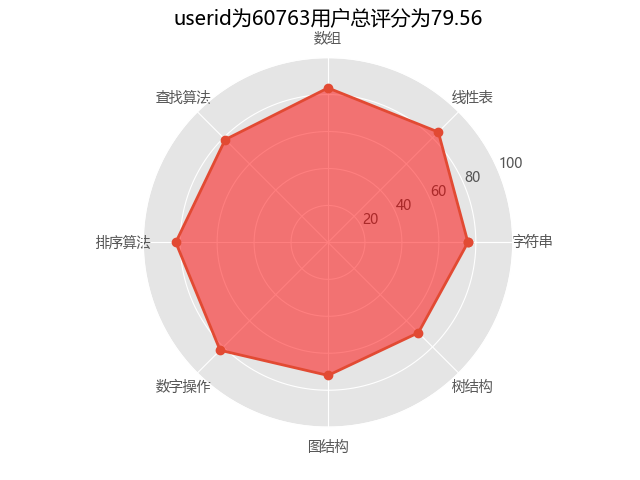 userid为60763用户总评分为79.56
数组
查找算法
线性表
100
80
60
40
20
排序算法
字符串
数字操作
树结构
图结构